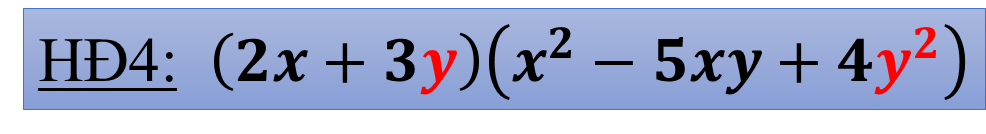 HĐ4: (2x + 3y)(x² − 5xy + 4y²)